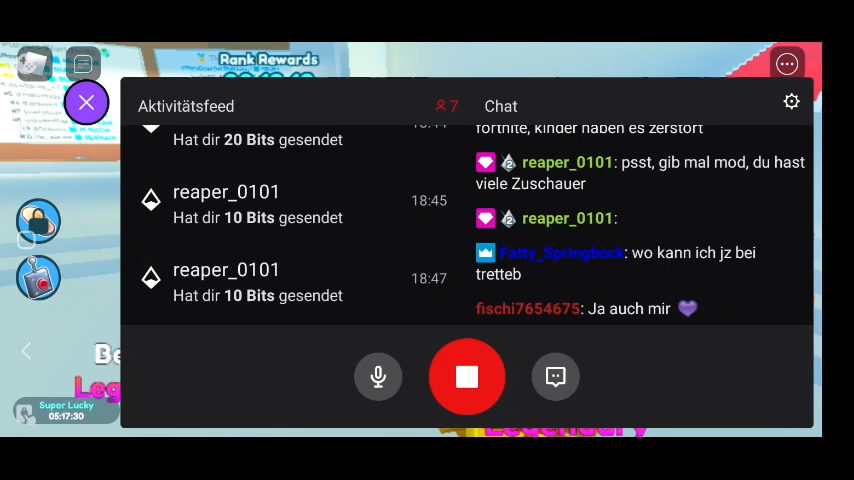 Rank Rewards
Aktivitätsfeed
7
Chat
Hat dir 20 Bits gesendet
fortnite, kinder haben es zerstört
reaper_0101: psst, gib mal mod, du hast
viele Zuschauer
reaper_0101
18:45
Hat dir 10 Bits gesendet
reaper_0101:
Fatty_Springbock: wo kann ich jz bei
tretteb
reaper_0101
18:47
Hat dir 10 Bits gesendet
fischi7654675: Ja auch mir
Super Lucky
05:17:30
Legendary